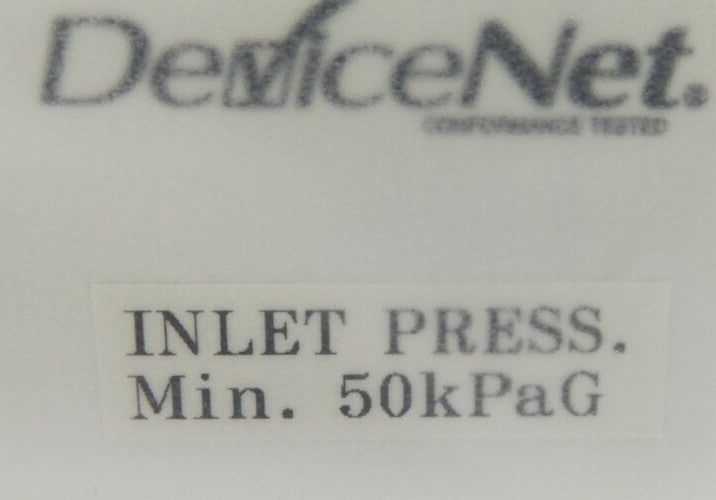 DeviceNet®
CONFORMANCE TESTED
INLET PRESS.
Min. 50kPaG